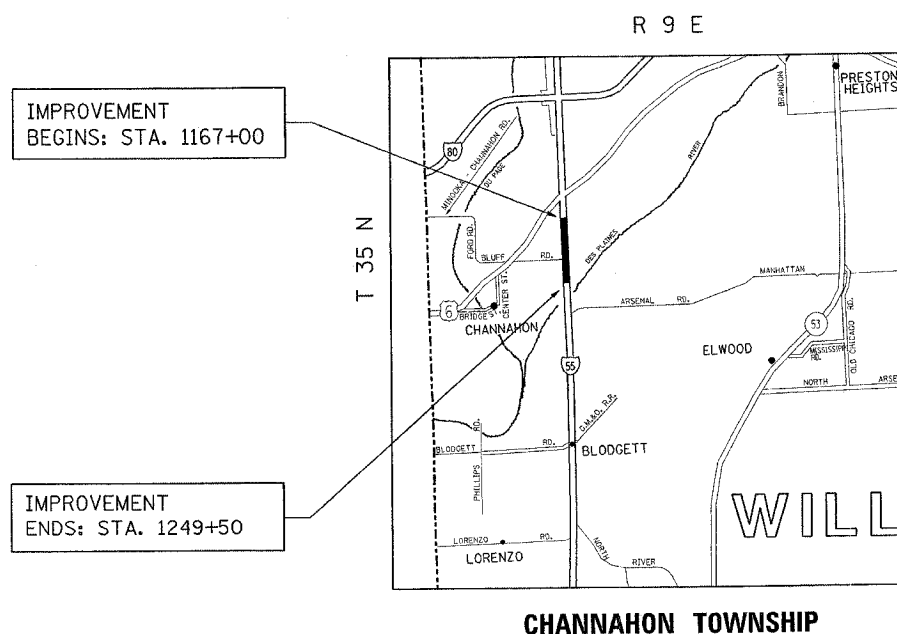 R 9 E
IMPROVEMENT
BEGINS: STA. 1167+00
T 35 N
80
MINOOKA - CHANNAHON RD.
DU PAGE
BRANDON
PRESTON
HEIGHTS
RIVER
FORD RD.
BLUFF RD.
DES PLAINES
MANHATTAN
6
BRIDGE ST.
CENTER ST.
CHANNAHON
ARSENAL RD.
53
MISSISSIPPI
RD.
OLD CHICAGO RD.
ELWOOD
55
NORTH ARSE
G.M.&O. R.R.
BLODGETT RD.
BLODGETT
PHILLIPS RD.
IMPROVEMENT
ENDS: STA. 1249+50
WILL
LORENZO RD.
LORENZO
NORTH
RIVER
CHANNAHON TOWNSHIP